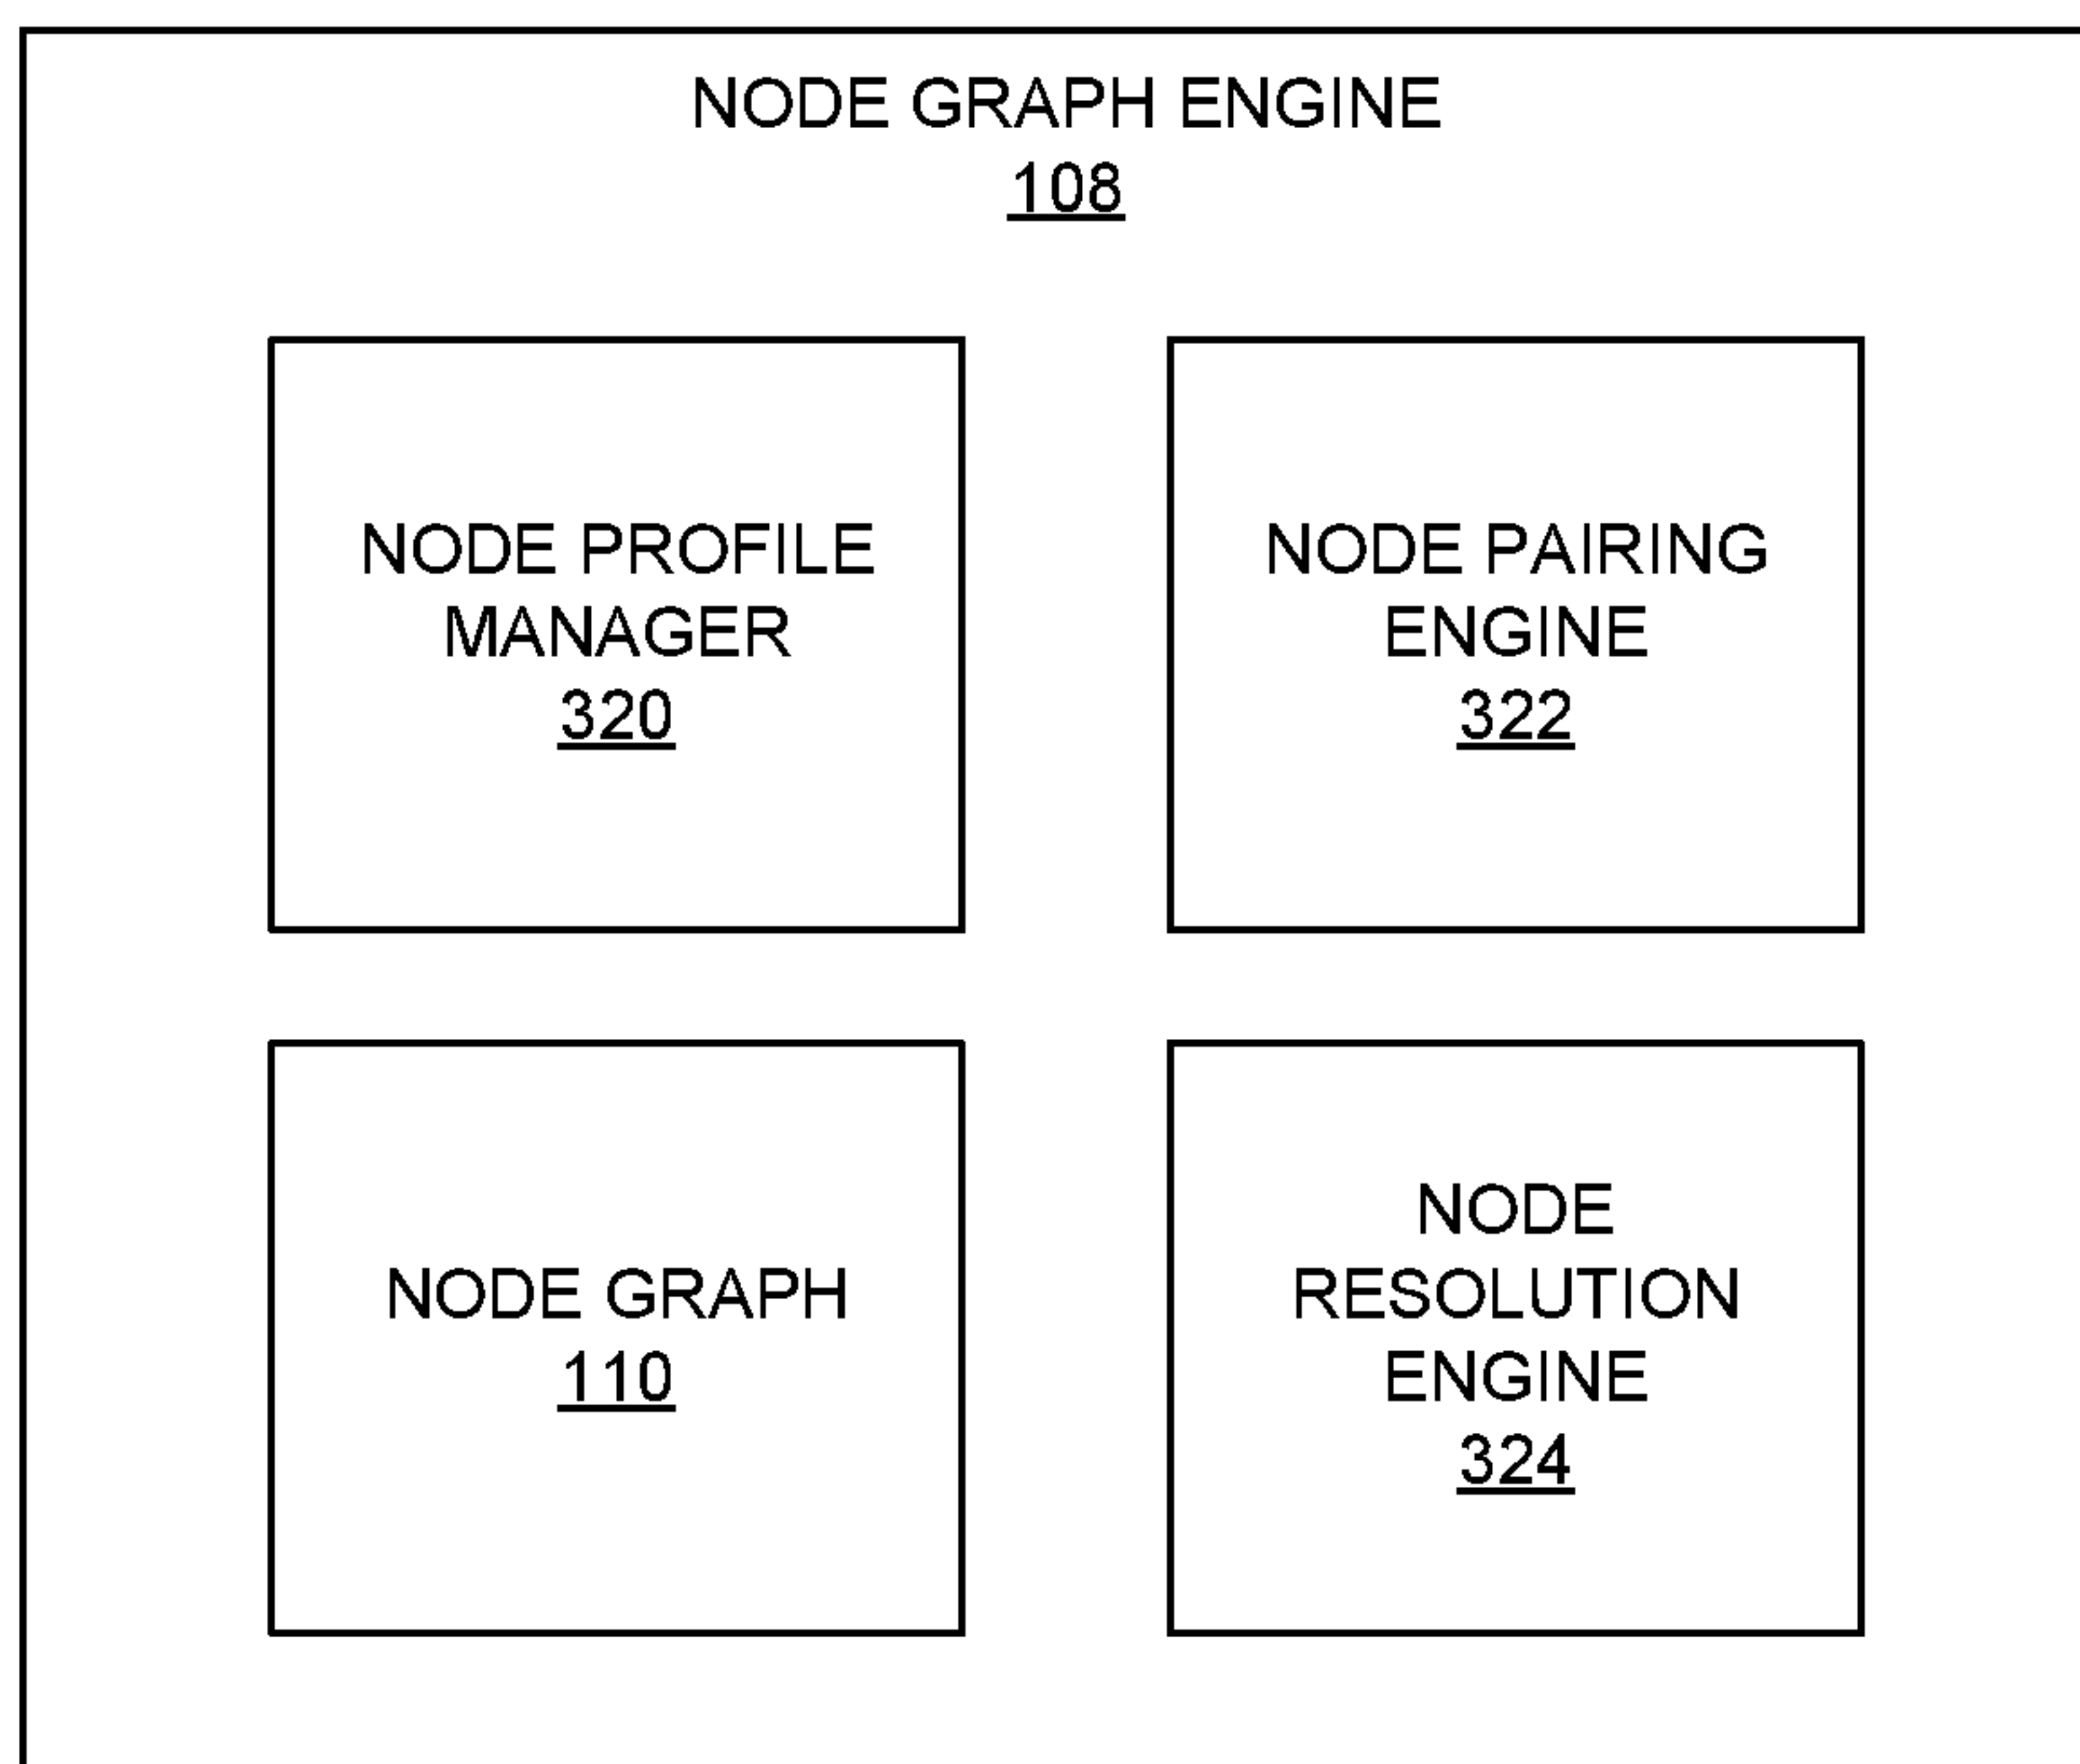 NODE GRAPH ENGINE
108
NODE PROFILE
MANAGER
320
NODE PAIRING
ENGINE
322
NODE GRAPH
110
NODE
RESOLUTION
ENGINE
324